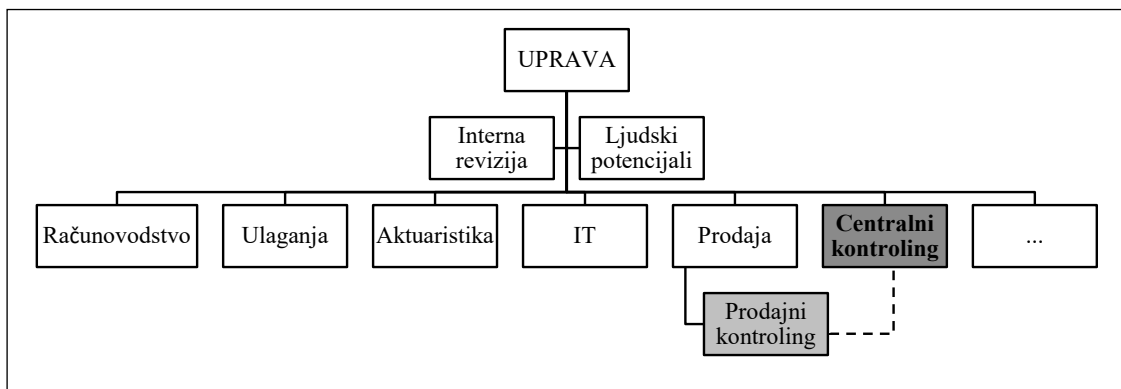 UPRAVA
Interna
revizija
Ljudski
potencijali
Računovodstvo
Ulaganja
Aktuaristika
IT
Prodaja
Centralni
kontroling
...
Prodajni
kontroling